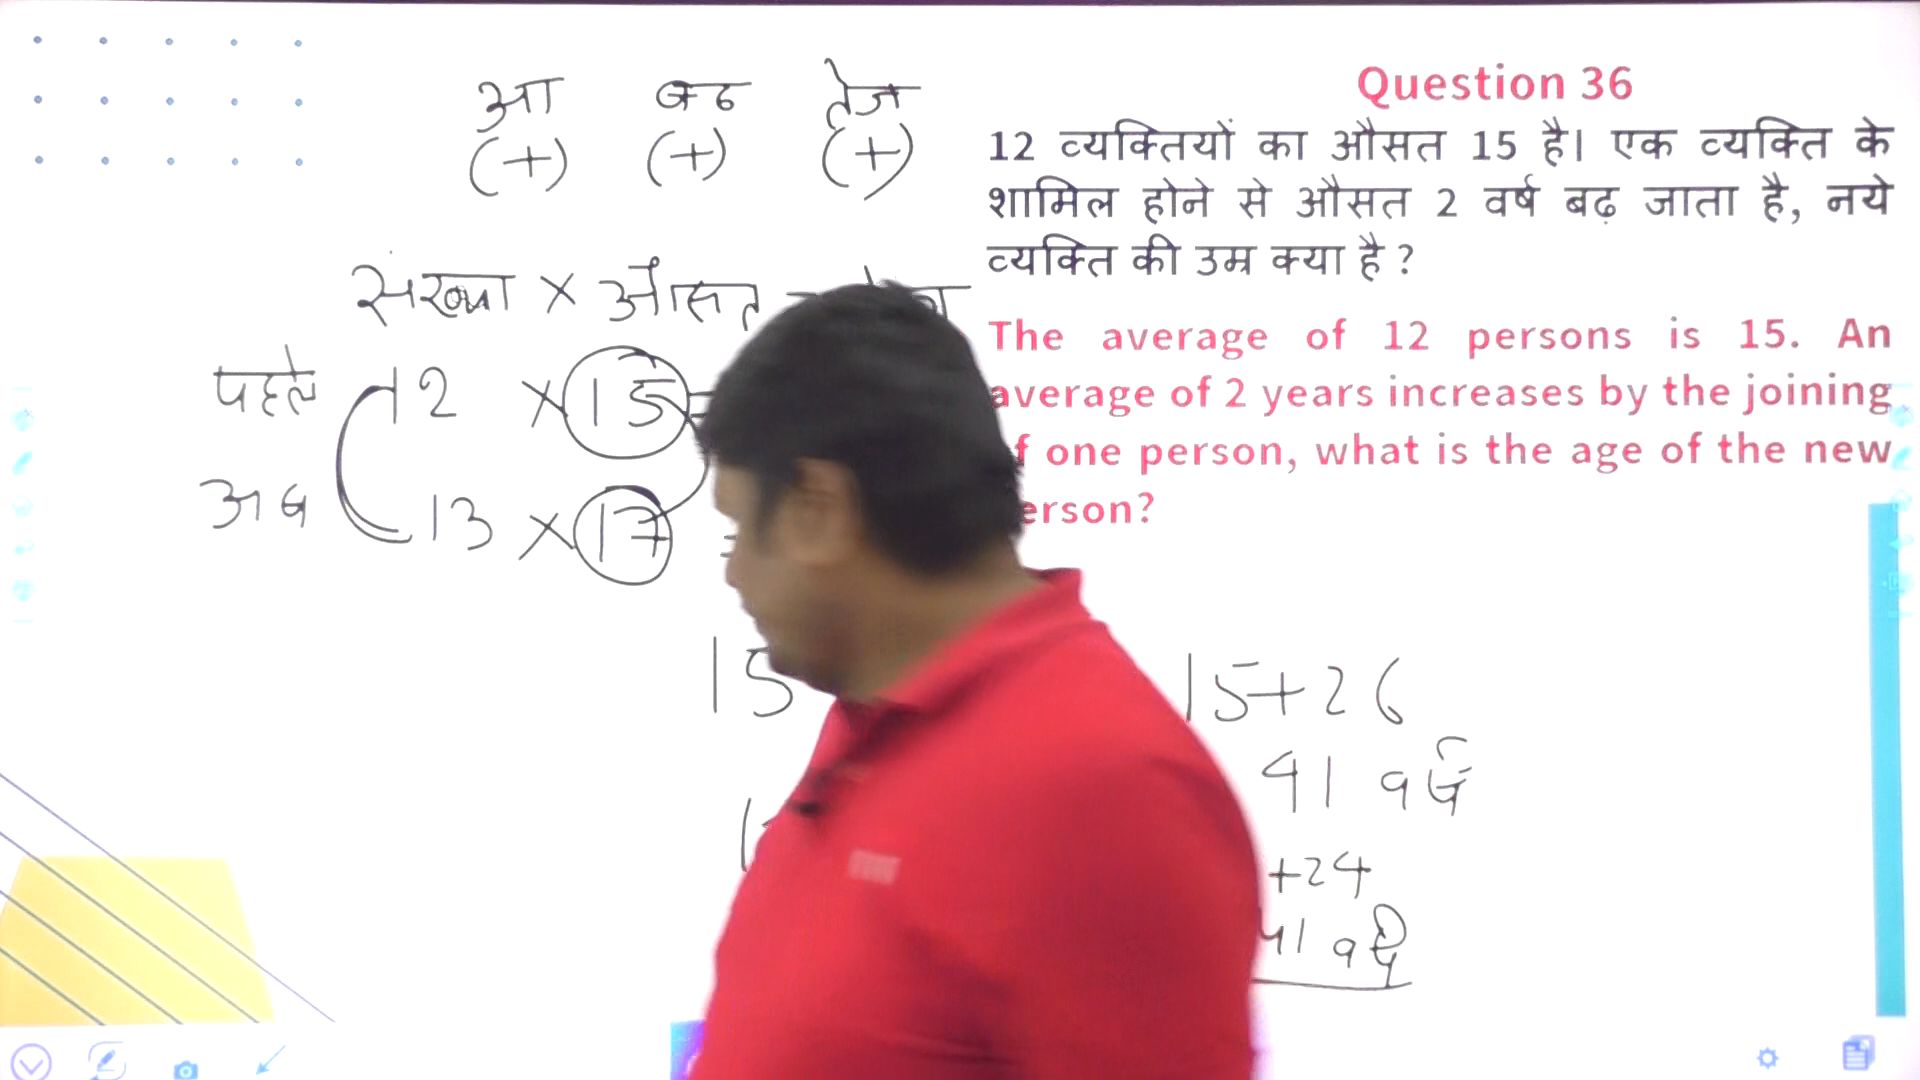 आ बढ तेज
(+) (+) (+)
संख्या × औसत
पहले 12 × 15 =
अब 13 × 17 =
15
15+26
41 वर्ष
+24
41 वर्ष
Question 36
12 व्यक्तियों का औसत 15 है। एक व्यक्ति के
शामिल होने से औसत 2 वर्ष बढ़ जाता है, नये
व्यक्ति की उम्र क्या है ?
The average of 12 persons is 15. An
average of 2 years increases by the joining
f one person, what is the age of the new
erson?